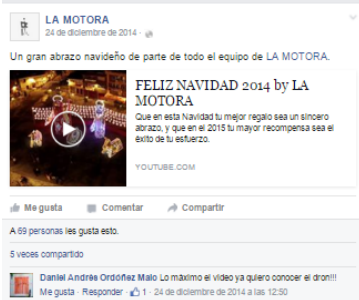 LA MOTORA
24 de diciembre de 2014 ·
Un gran abrazo navideño de parte de todo el equipo de LA MOTORA.
FELIZ NAVIDAD 2014 by LA
MOTORA
Que en esta Navidad tu mejor regalo sea un sincero
abrazo, y que en el 2015 tu mayor recompensa sea el
éxito de tu esfuerzo.
YOUTUBE.COM
Me gusta Comentar Compartir
A 69 personas les gusta esto.
5 veces compartido
Daniel Andrés Ordóñez Malo Lo máximo el video ya quiero conocer el dron!!!
Me gusta · Responder · 1 · 24 de diciembre de 2014 a las 12:50